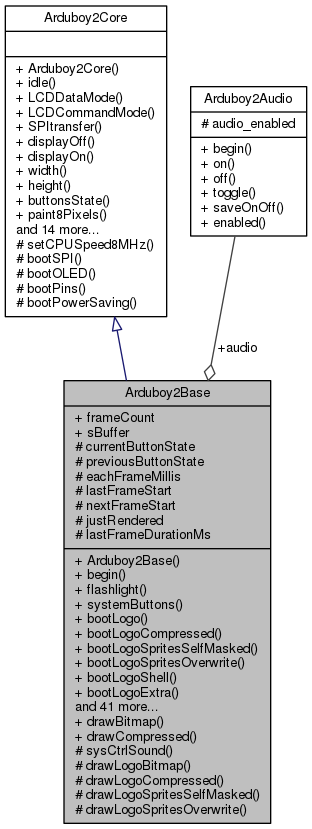 Arduboy2Core
+ Arduboy2Core()
+ idle()
+ LCDDataMode()
+ LCDCommandMode()
+ SPItransfer()
+ displayOff()
+ displayOn()
+ width()
+ height()
+ buttonsState()
+ paint8Pixels()
and 14 more...
# setCPUSpeed8MHz()
# bootSPI()
# bootOLED()
# bootPins()
# bootPowerSaving()
Arduboy2Audio
# audio_enabled
+ begin()
+ on()
+ off()
+ toggle()
+ saveOnOff()
+ enabled()
+audio
Arduboy2Base
+ frameCount
+ sBuffer
# currentButtonState
# previousButtonState
# eachFrameMillis
# lastFrameStart
# nextFrameStart
# justRendered
# lastFrameDurationMs
+ Arduboy2Base()
+ begin()
+ flashlight()
+ systemButtons()
+ bootLogo()
+ bootLogoCompressed()
+ bootLogoSpritesSelfMasked()
+ bootLogoSpritesOverwrite()
+ bootLogoShell()
+ bootLogoExtra()
and 41 more...
+ drawBitmap()
+ drawCompressed()
# sysCtrlSound()
# drawLogoBitmap()
# drawLogoCompressed()
# drawLogoSpritesSelfMasked()
# drawLogoSpritesOverwrite()